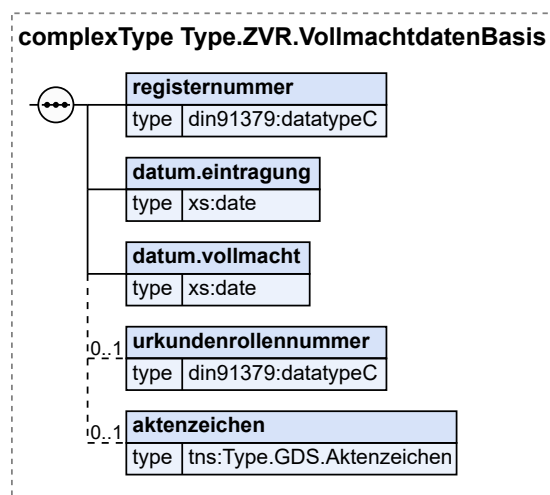 complexType Type.ZVR.VollmachtdatenBasis
registernummer
type din91379:datatypeC
datum.eintragung
type xs:date
datum.vollmacht
type xs:date
0..1 urkundenrollennummer
type din91379:datatypeC
0..1 aktenzeichen
type tns:Type.GDS.Aktenzeichen